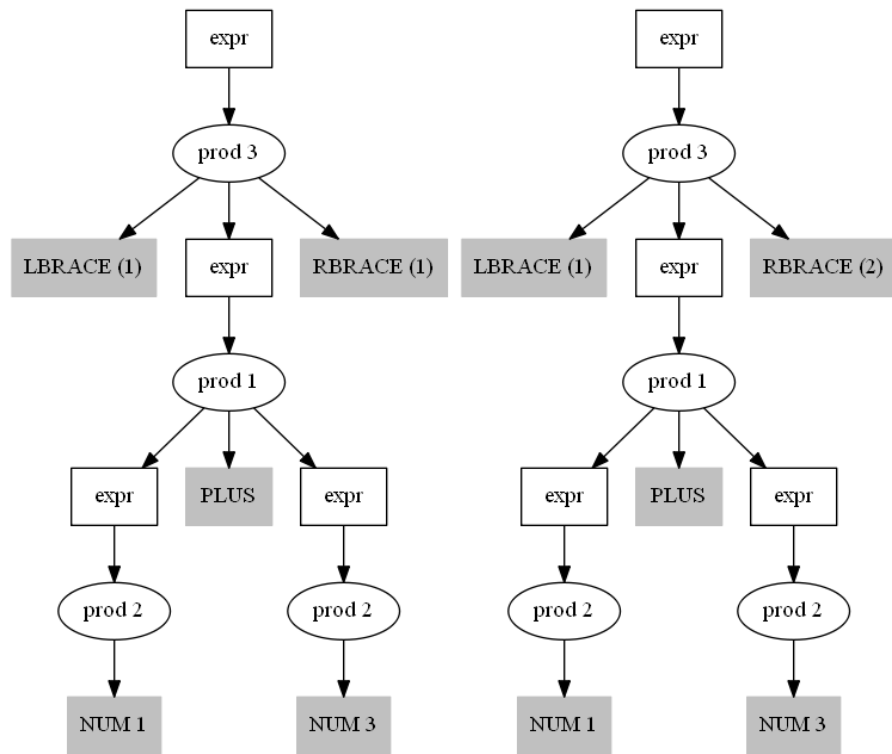 expr
expr
prod 3
prod 3
LBRACE (1)
expr
RBRACE (1)
LBRACE (1)
expr
RBRACE (2)
prod 1
prod 1
expr
PLUS
expr
expr
PLUS
expr
prod 2
prod 2
prod 2
prod 2
NUM 1
NUM 3
NUM 1
NUM 3